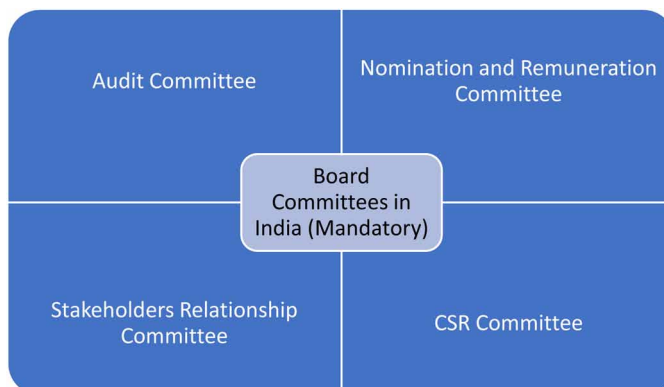 Audit Committee
Nomination and Remuneration
Committee
Board
Committees in
India (Mandatory)
Stakeholders Relationship
Committee
CSR Committee